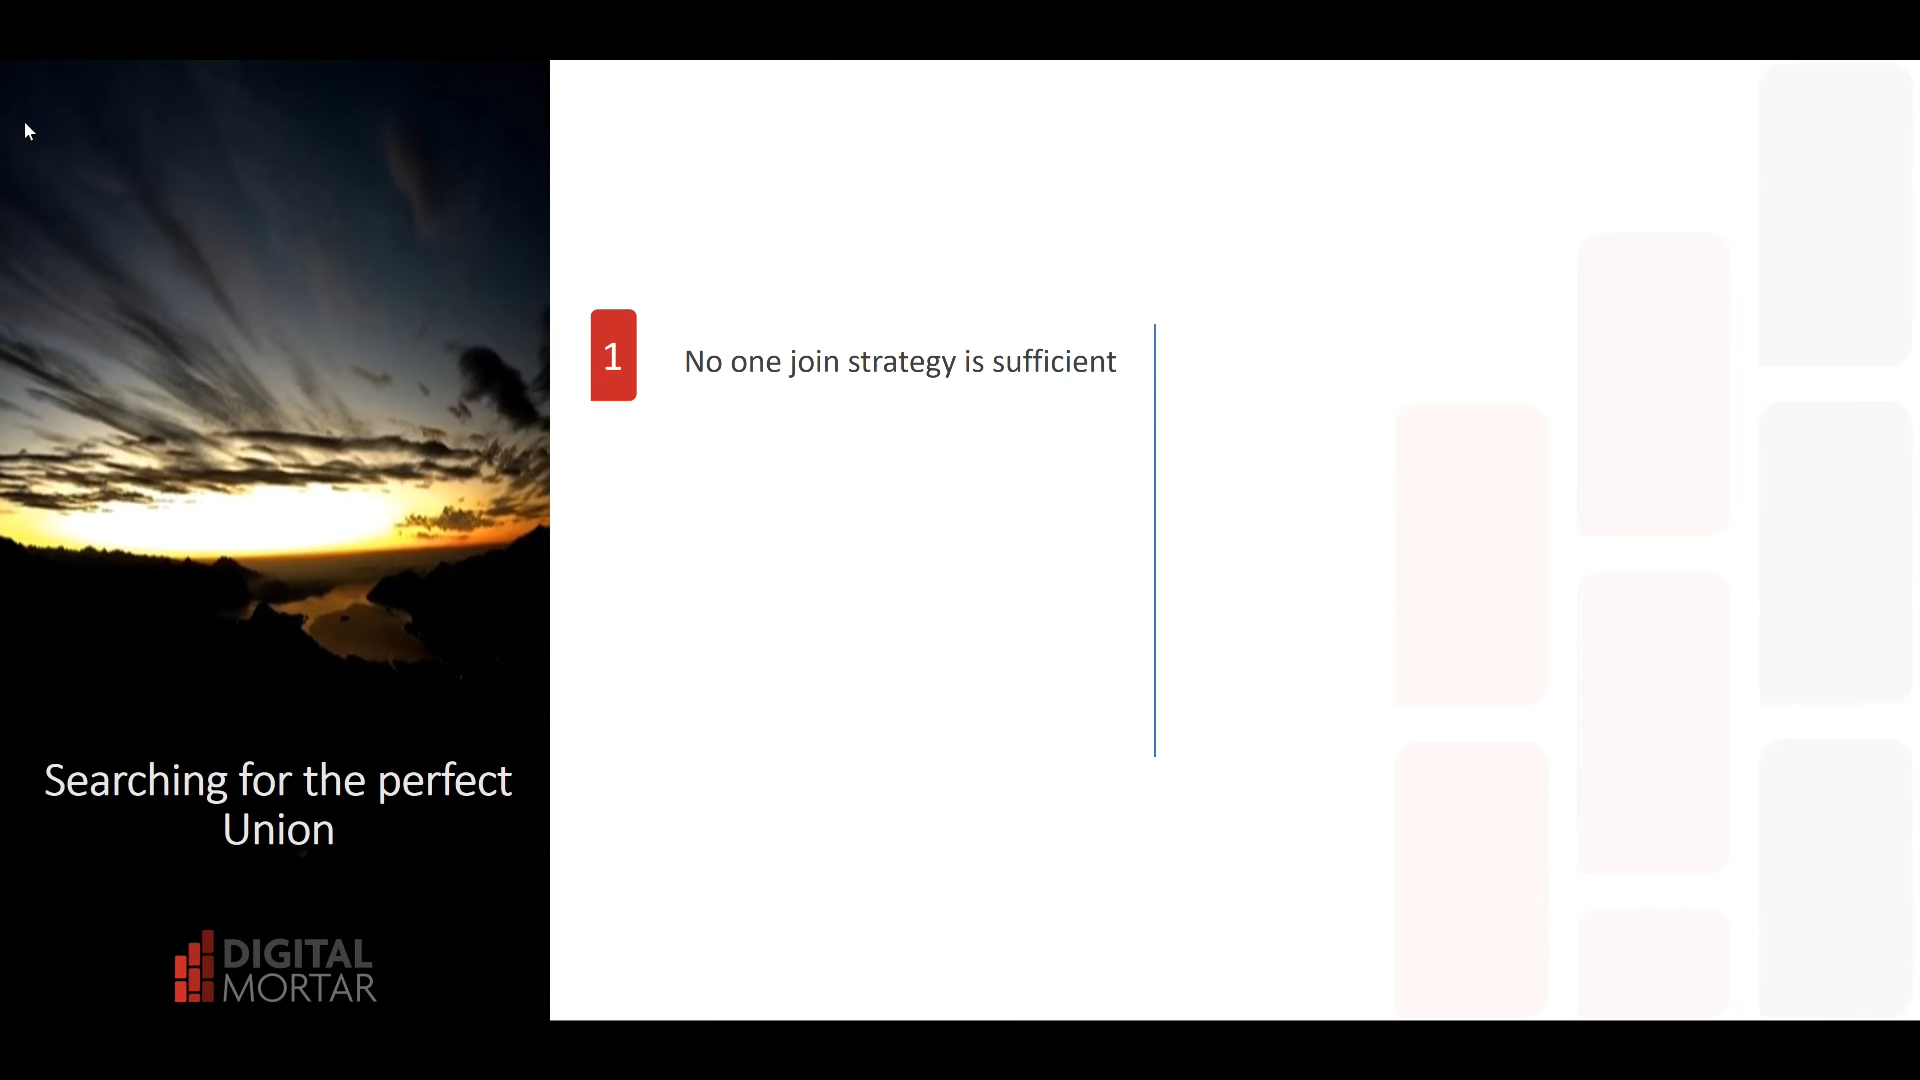 1
No one join strategy is sufficient
Searching for the perfect
Union
DIGITAL
MORTAR